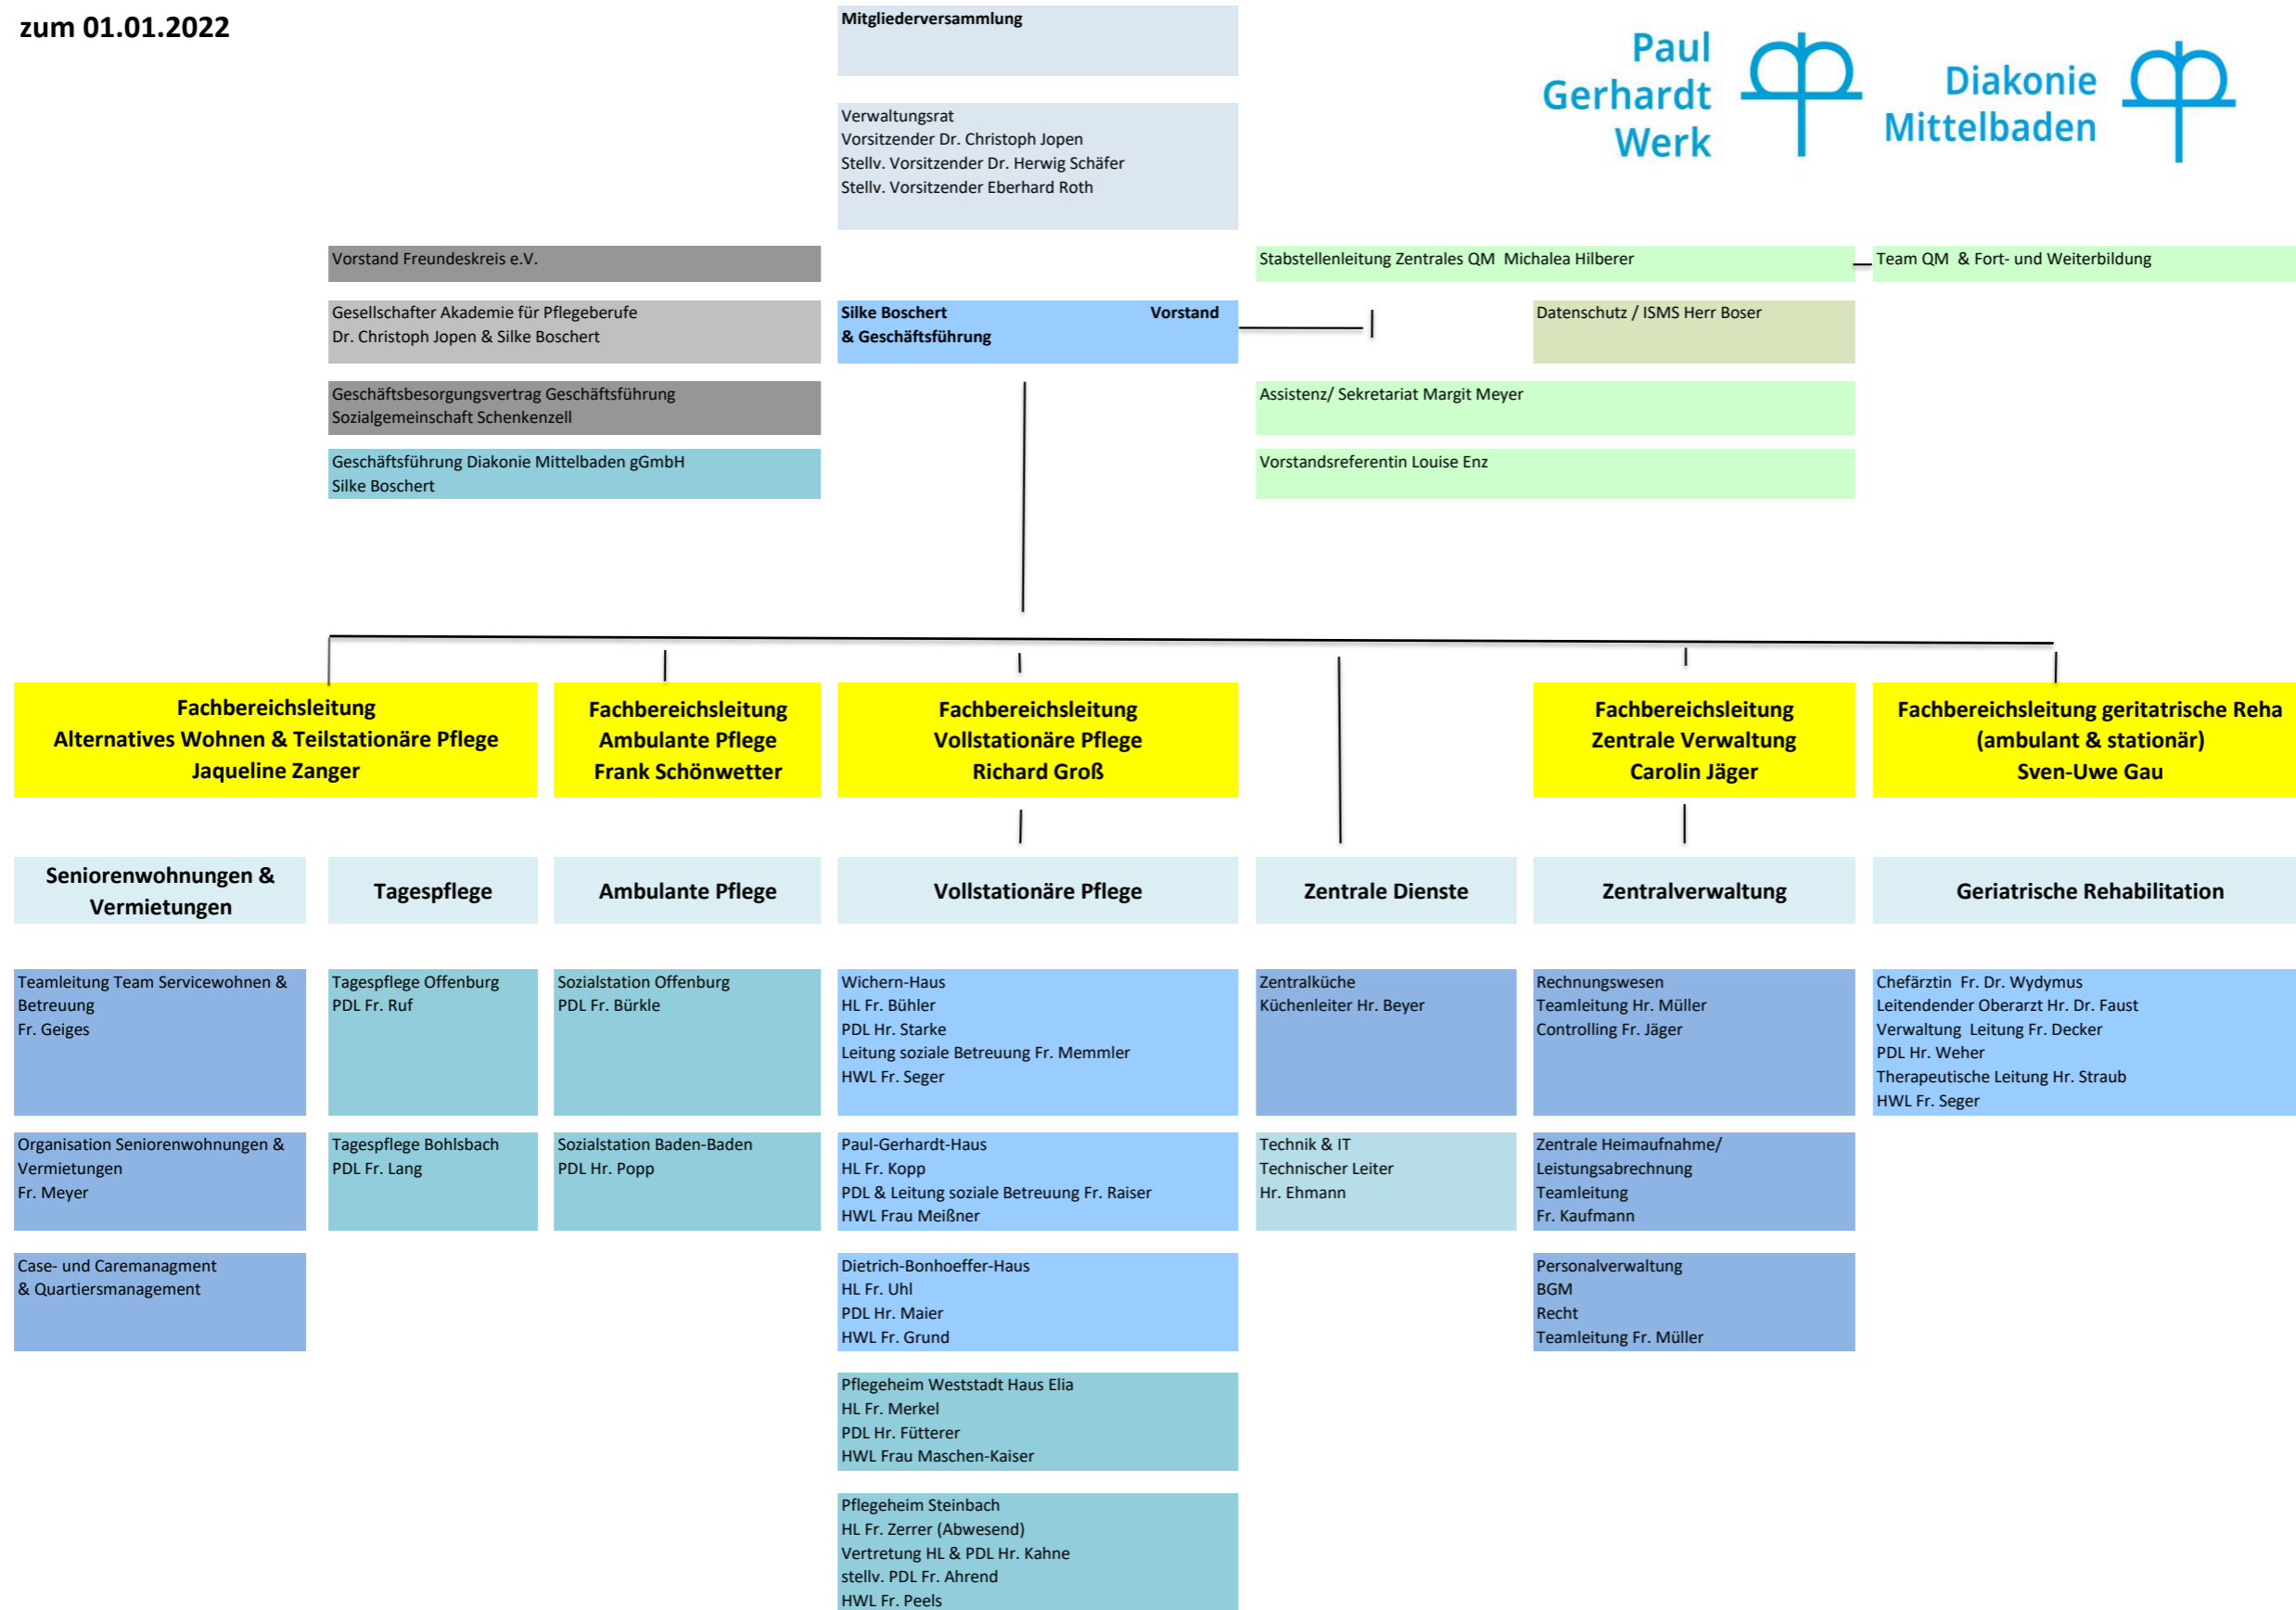 zum 01.01.2022
Mitgliederversammlung
Paul
Gerhardt
Werk
Diakonie
Mittelbaden
Verwaltungsrat
Vorsitzender Dr. Christoph Jopen
Stellv. Vorsitzender Dr. Herwig Schäfer
Stellv. Vorsitzender Eberhard Roth
Vorstand Freundeskreis e.V.
Stabstellenleitung Zentrales QM Michalea Hilberer
Team QM & Fort- und Weiterbildung
Gesellschafter Akademie für Pflegeberufe
Dr. Christoph Jopen & Silke Boschert
Silke Boschert Vorstand
& Geschäftsführung
Datenschutz / ISMS Herr Boser
Geschäftsbesorgungsvertrag Geschäftsführung
Sozialgemeinschaft Schenkenzell
Assistenz/ Sekretariat Margit Meyer
Geschäftsführung Diakonie Mittelbaden gGmbH
Silke Boschert
Vorstandsreferentin Louise Enz
Fachbereichsleitung
Alternatives Wohnen & Teilstationäre Pflege
Jaqueline Zanger
Fachbereichsleitung
Ambulante Pflege
Frank Schönwetter
Fachbereichsleitung
Vollstationäre Pflege
Richard Groß
Fachbereichsleitung
Zentrale Verwaltung
Carolin Jäger
Fachbereichsleitung geritatrische Reha
(ambulant & stationär)
Sven-Uwe Gau
Seniorenwohnungen &
Vermietungen
Tagespflege
Ambulante Pflege
Vollstationäre Pflege
Zentrale Dienste
Zentralverwaltung
Geriatrische Rehabilitation
Teamleitung Team Servicewohnen &
Betreuung
Fr. Geiges
Tagespflege Offenburg
PDL Fr. Ruf
Sozialstation Offenburg
PDL Fr. Bürkle
Wichern-Haus
HL Fr. Bühler
PDL Hr. Starke
Leitung soziale Betreuung Fr. Memmler
HWL Fr. Seger
Zentralküche
Küchenleiter Hr. Beyer
Rechnungswesen
Teamleitung Hr. Müller
Controlling Fr. Jäger
Chefärztin Fr. Dr. Wydymus
Leitendender Oberarzt Hr. Dr. Faust
Verwaltung Leitung Fr. Decker
PDL Hr. Weher
Therapeutische Leitung Hr. Straub
HWL Fr. Seger
Organisation Seniorenwohnungen &
Vermietungen
Fr. Meyer
Tagespflege Bohlsbach
PDL Fr. Lang
Sozialstation Baden-Baden
PDL Hr. Popp
Paul-Gerhardt-Haus
HL Fr. Kopp
PDL & Leitung soziale Betreuung Fr. Raiser
HWL Frau Meißner
Technik & IT
Technischer Leiter
Hr. Ehmann
Zentrale Heimaufnahme/
Leistungsabrechnung
Teamleitung
Fr. Kaufmann
Case- und Caremanagment
& Quartiersmanagement
Dietrich-Bonhoeffer-Haus
HL Fr. Uhl
PDL Hr. Maier
HWL Fr. Grund
Personalverwaltung
BGM
Recht
Teamleitung Fr. Müller
Pflegeheim Weststadt Haus Elia
HL Fr. Merkel
PDL Hr. Fütterer
HWL Frau Maschen-Kaiser
Pflegeheim Steinbach
HL Fr. Zerrer (Abwesend)
Vertretung HL & PDL Hr. Kahne
stellv. PDL Fr. Ahrend
HWL Fr. Peels